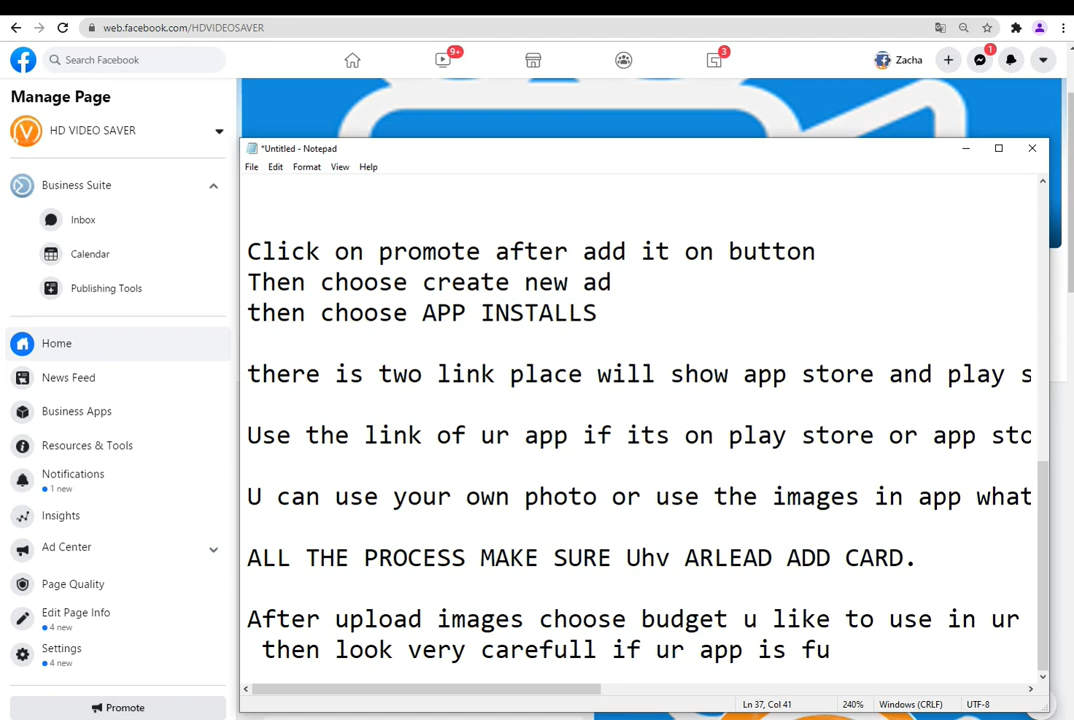 web.facebook.com/HDVIDEOSAVER
Search Facebook
9+
3
Zacha
1
Manage Page
HD VIDEO SAVER
Business Suite
Inbox
Calendar
Publishing Tools
Home
News Feed
Business Apps
Resources & Tools
Notifications
1 new
Insights
Ad Center
Page Quality
Edit Page Info
4 new
Settings
4 new
Promote
*Untitled - Notepad
File Edit Format View Help
Click on promote after add it on button
Then choose create new ad
then choose APP INSTALLS
there is two link place will show app store and play s
Use the link of ur app if its on play store or app sto
U can use your own photo or use the images in app what
ALL THE PROCESS MAKE SURE Uhv ARLEAD ADD CARD.
After upload images choose budget u like to use in ur
then look very carefull if ur app is fu
Ln 37, Col 41 240% Windows (CRLF) UTF-8